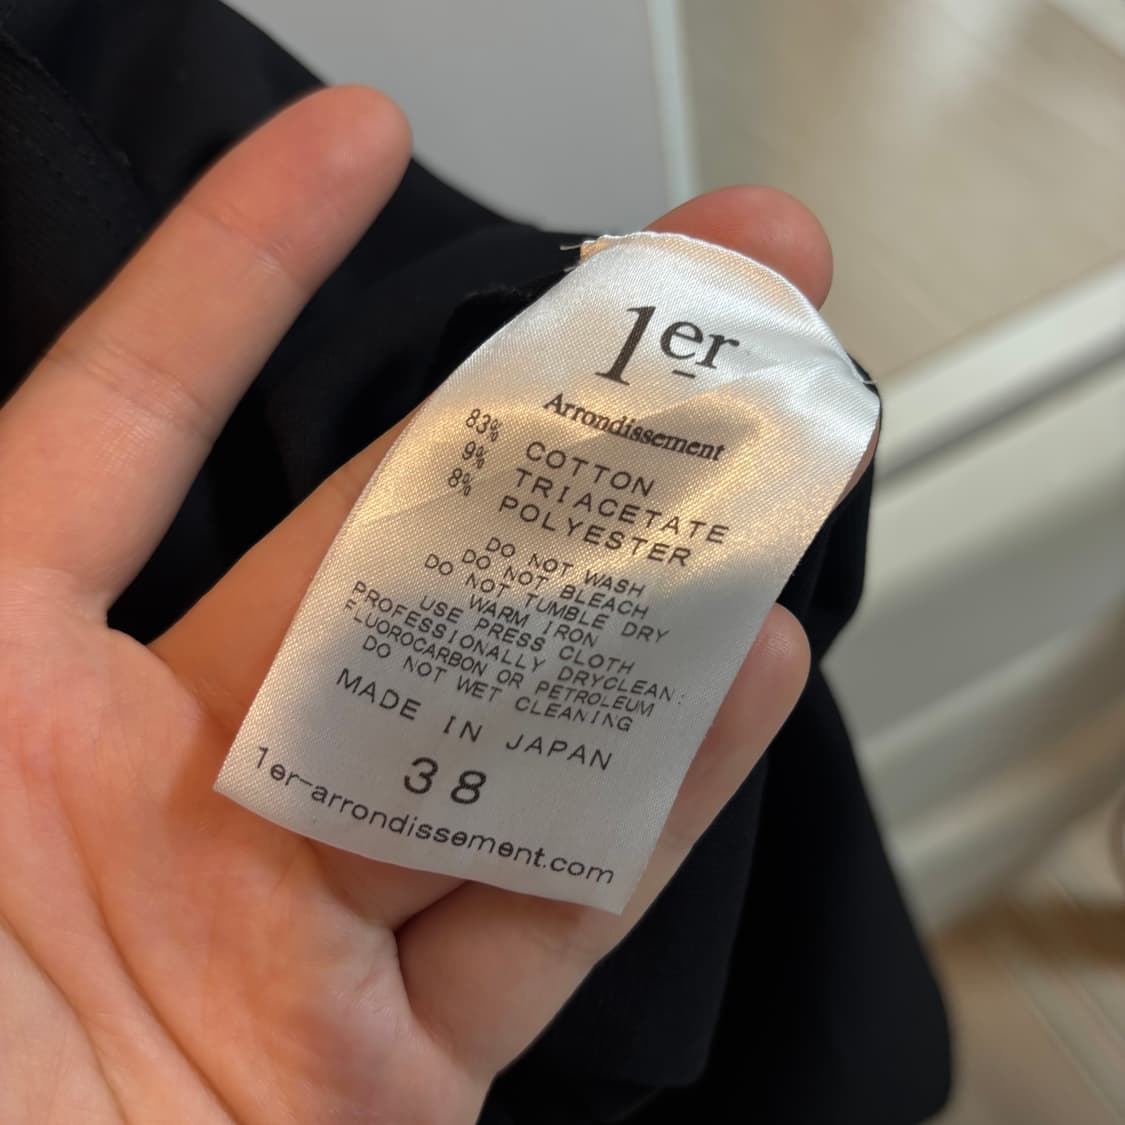 1er
Arrondissement
83% COTTON
9% TRIACETATE
8% POLYESTER
DO NOT WASH
DO NOT BLEACH
DO NOT TUMBLE DRY
WARM IRON
USE PRESS CLOTH
PROFESSIONALLY DRYCLEAN:
FLUOROCARBON OR PETROLEUM
DO NOT WET CLEANING
MADE IN JAPAN
38
1er-arrondissement.com